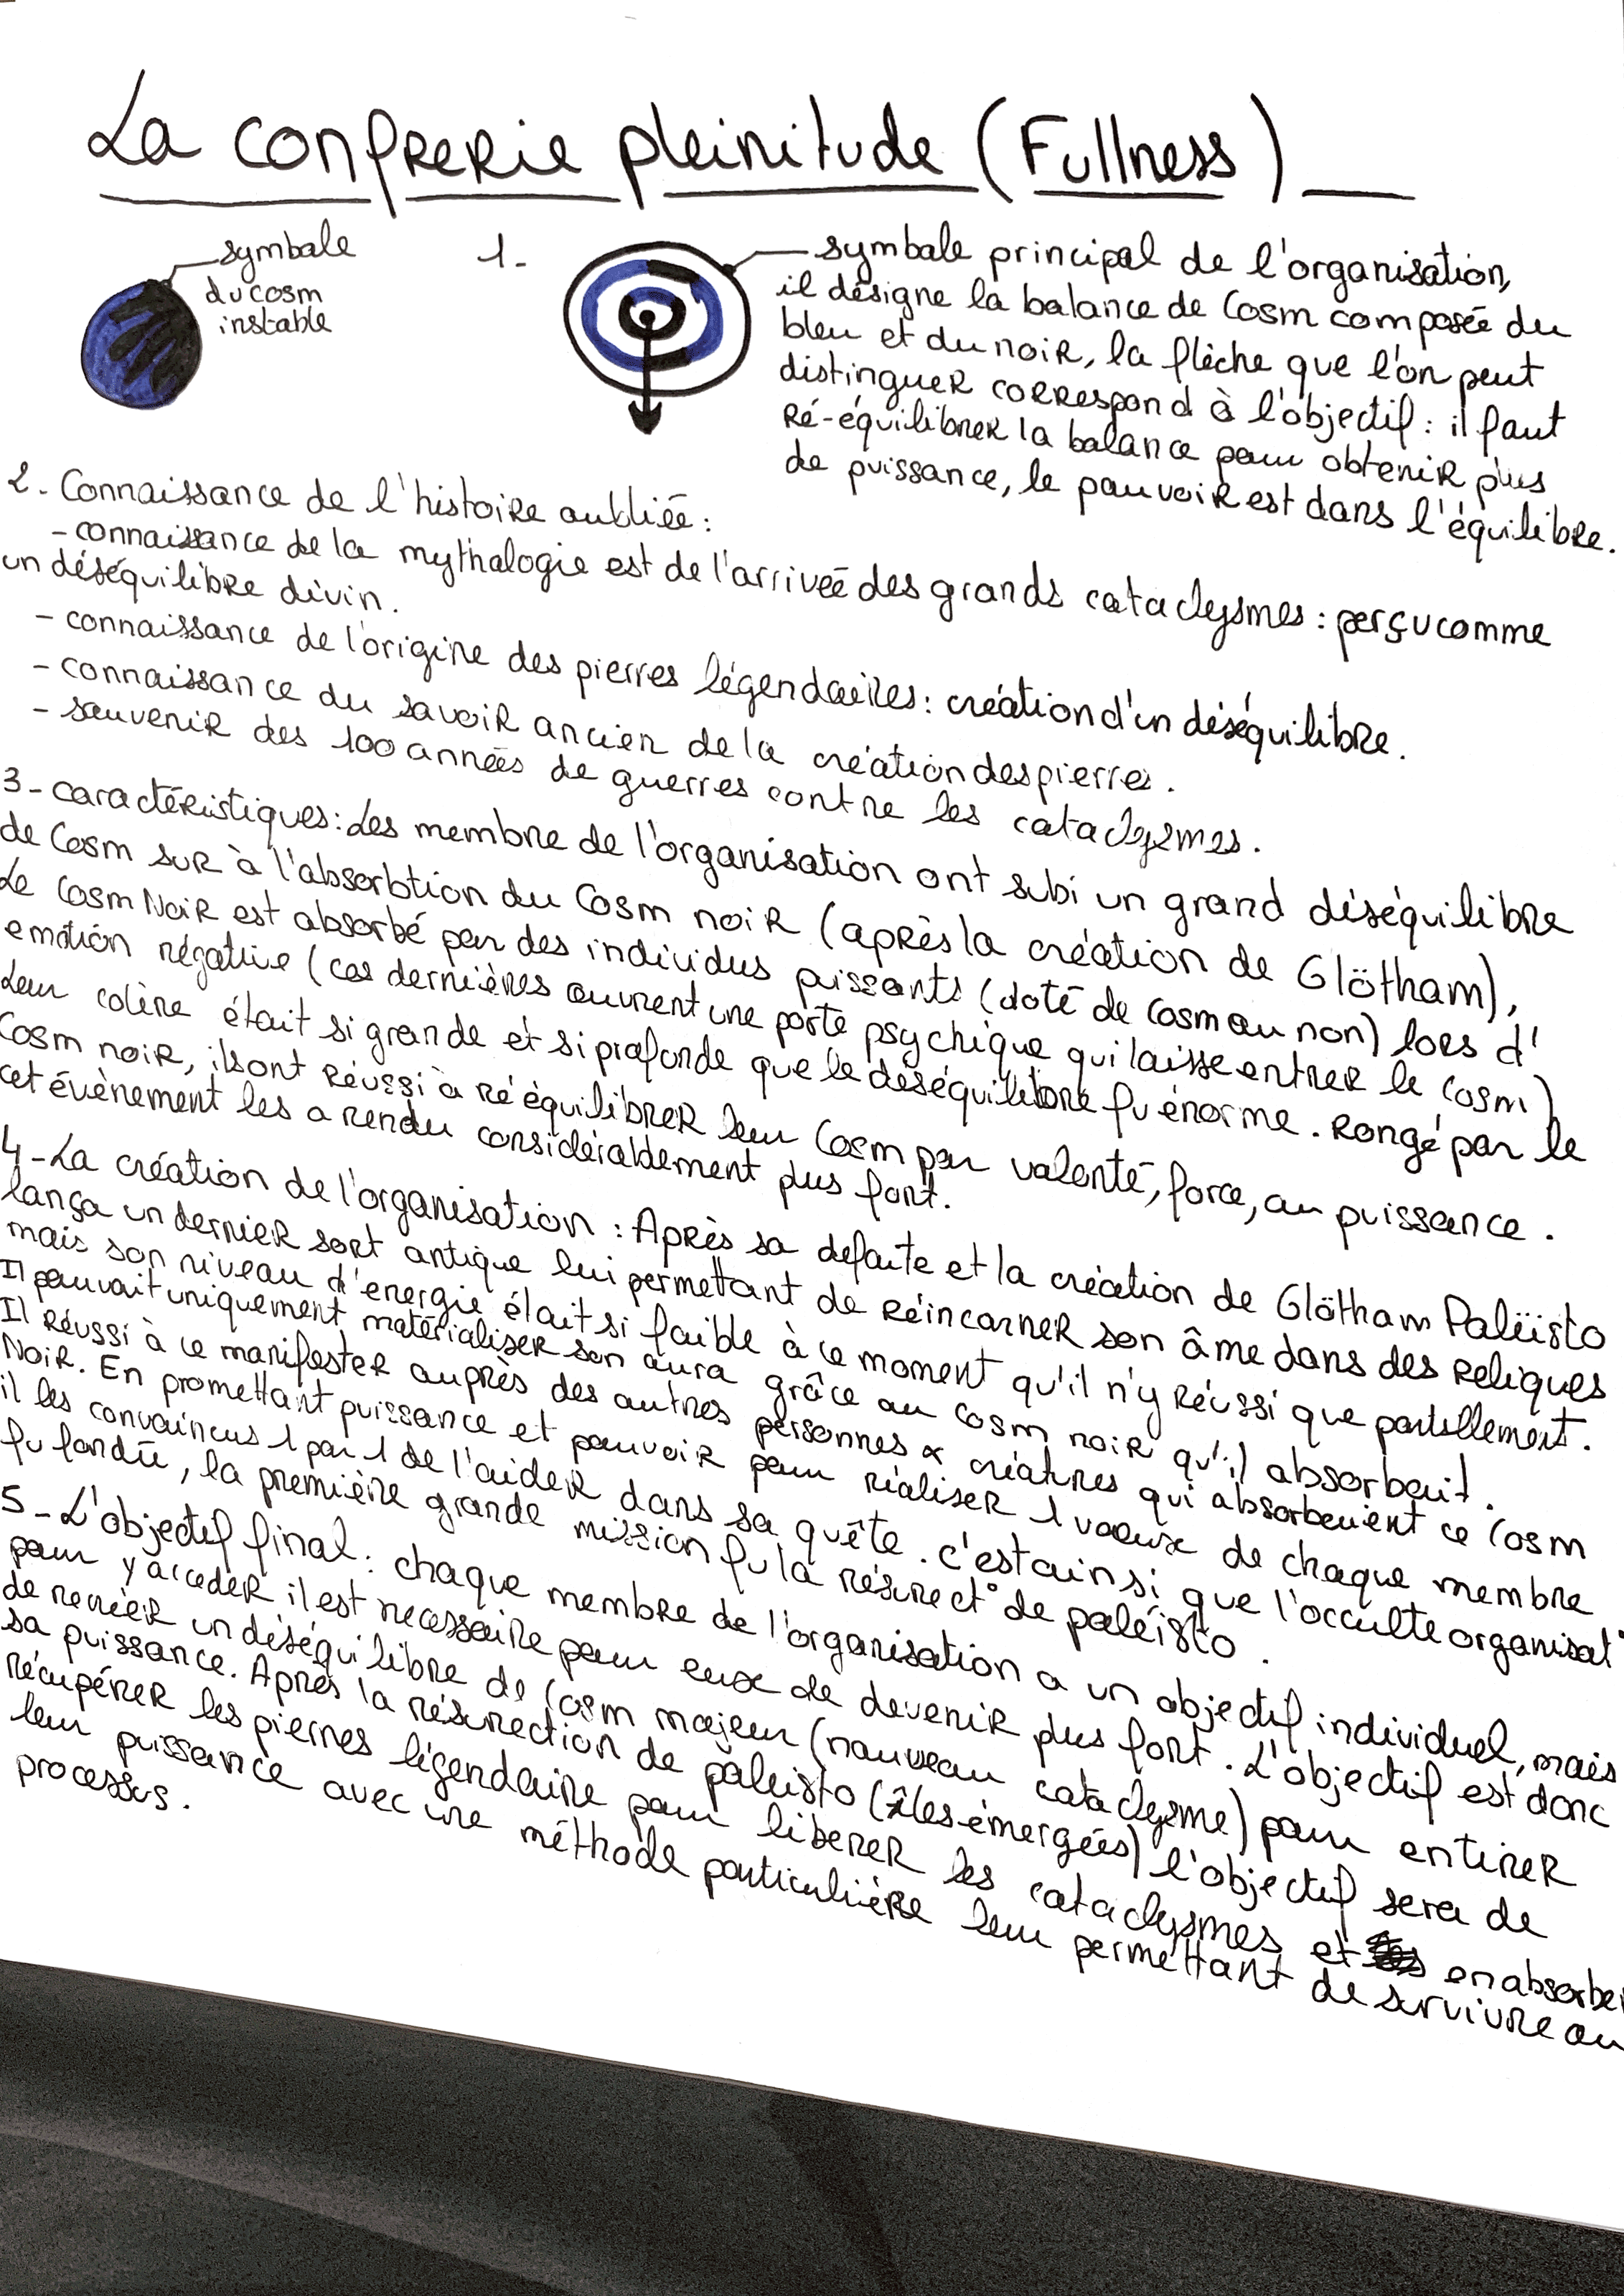 La confrerie pleinitude (Fullness)
symbole
du cosm
instable
1-
symbole principal de l'organisation,
il désigne la balance de Cosm composée du
bleu et du noir, la flèche que l'on peut
distinguer correspond à l'objectif : il faut
ré-équilibrer la balance pour obtenir plus
de puissance, le pouvoir est dans l'équilibre.
2- Connaissance de l'histoire oubliée :
- connaissance de la mythologie est de l'arriveé des grands cataclysmes : perçu comme
un déséquilibre divin.
- connaissance de l'origine des pierres légendaires : création d'un déséquilibre.
- connaissance du savoir ancien de la création des pierres.
- souvenir des 100 années de guerres contre les cataclysmes.
3- caractéristiques : Les membre de l'organisation ont subi un grand déséquilibre
de Cosm sur à l'absorbtion du Cosm noir (après la création de Glötham),
Le Cosm Noir est absorbé par des individus puissants (doté de Cosm ou non) lors d'
emotion négative (ces dernières ouvrent une porte psychique qui laisse entrer le Cosm)
Leur colère était si grande et si profonde que le déséquilibre fu énorme. Rongé par le
Cosm noir, ils ont réussi à ré équilibrer leur Cosm par volonté, force, ou puissance.
cet évènement les a rendu considérablement plus fort.
4- La création de l'organisation : Après sa defaite et la création de Glötham Paléïsto
lança un dernier sort antique lui permettant de réincarner son âme dans des reliques
mais son niveau d'energie était si faible à ce moment qu'il n'y réussi que partiellement.
Il pouvait uniquement matérialiser son aura grâce au Cosm noir qu'il absorbait.
Il réussi à ce manifester auprès des autres personnes & créatures qui absorbaient ce Cosm
Noir. En promettant puissance et pouvoir pour réaliser 1 voeux de chaque membre
il les convaincus 1 par 1 de l'aider dans sa quête. c'est ainsi que l'occulte organisat°
fu fondée, la première grande mission fu la résurect° de paléïsto.
5- L'objectif final : chaque membre de l'organisation a un objectif individuel, mais
pour y acceder il est necessaire pour eux de devenir plus fort. L'objectif est donc
de recréer un déséquilibre de Cosm majeur (nouveau cataclysme) pour en tirer
sa puissance. Après la résurection de paleisto (îles émergées) l'objectif sera de
récupérer les pierres légendaire pour liberer les cataclysmes et en absorber
leur puissance avec une méthode particulière leur permettant de survivre au
processus.